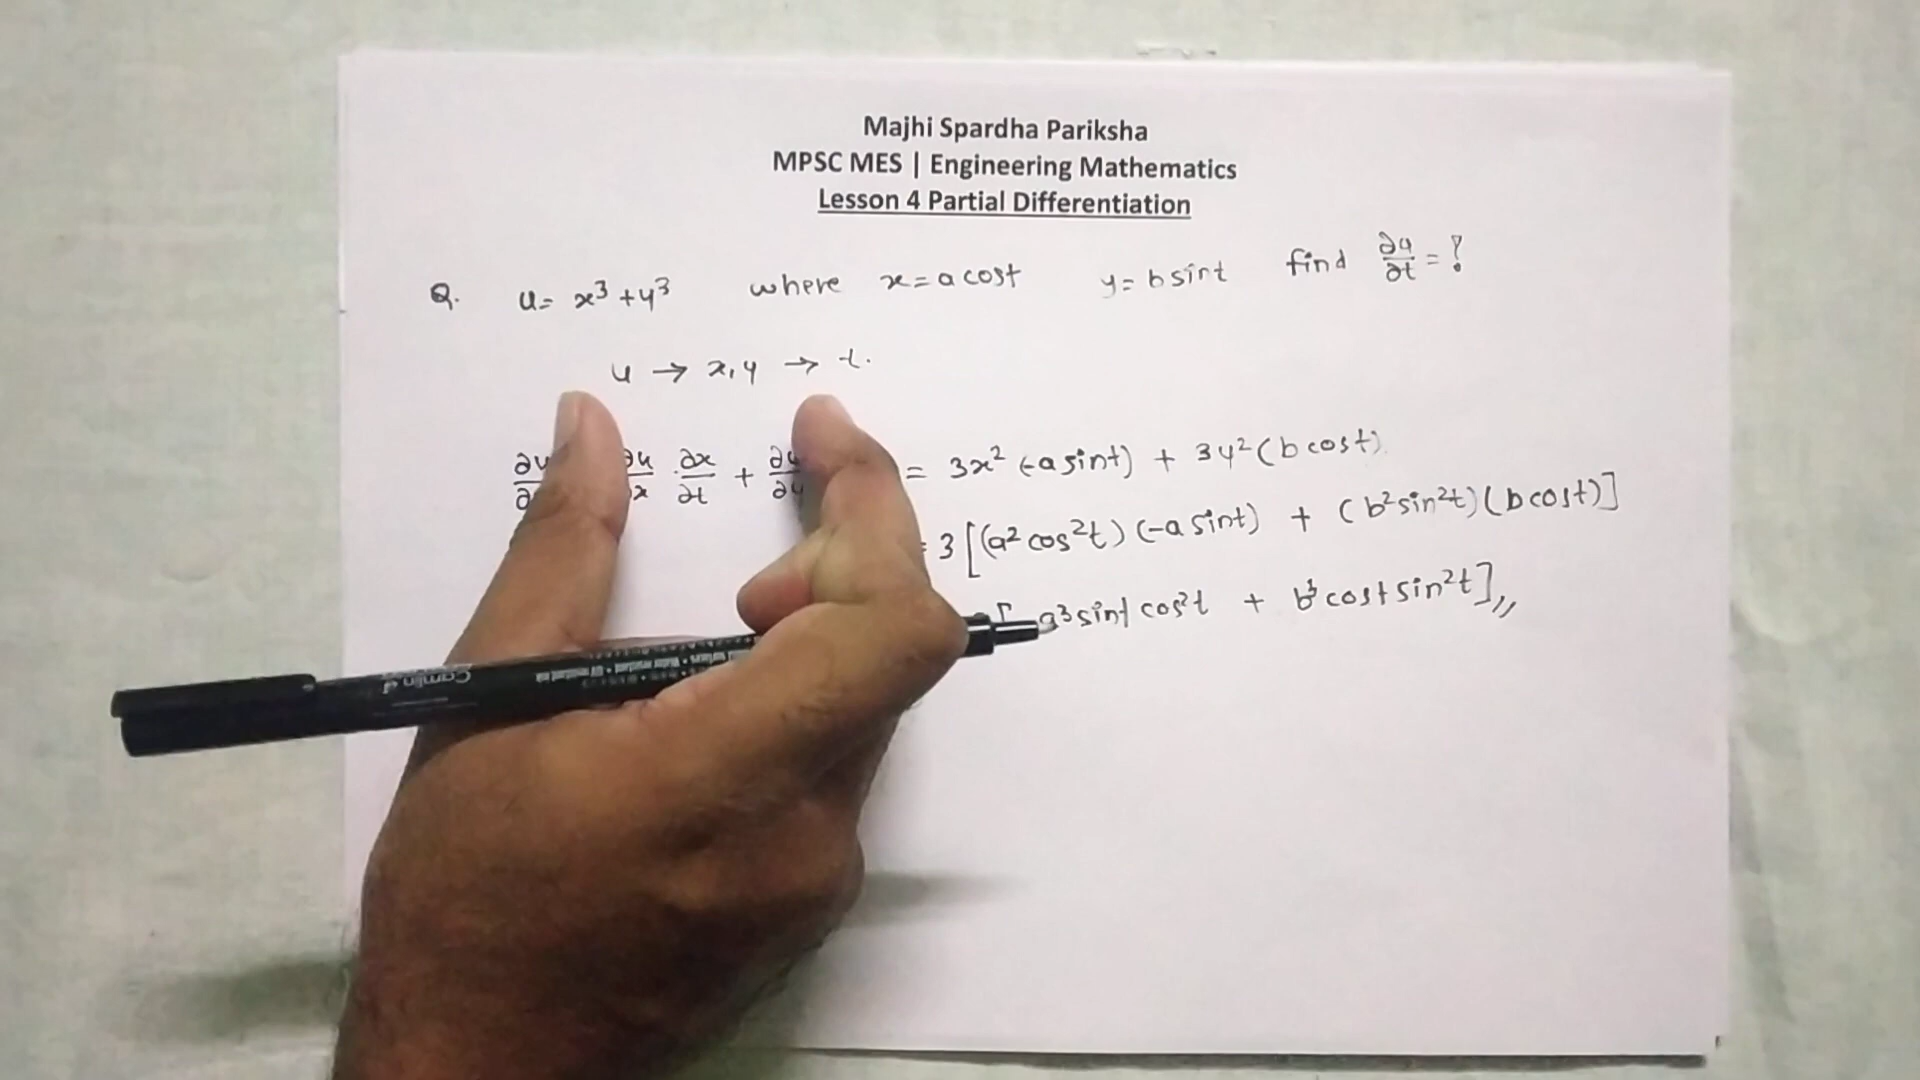 Majhi Spardha Pariksha
MPSC MES | Engineering Mathematics
Lesson 4 Partial Differentiation
Q. u = x³ + y³ where x = a cost y = b sint find ∂u/∂t = ?
u → x, y → t.
∂u ∂u/∂x · ∂x/∂t + ∂u/∂y = 3x² (-a sint) + 3y² (b cost)
= 3 [(a² cos²t) (-a sint) + (b² sin²t) (b cost)]
a³ sint cos²t + b³ cost sin²t]
Camlin